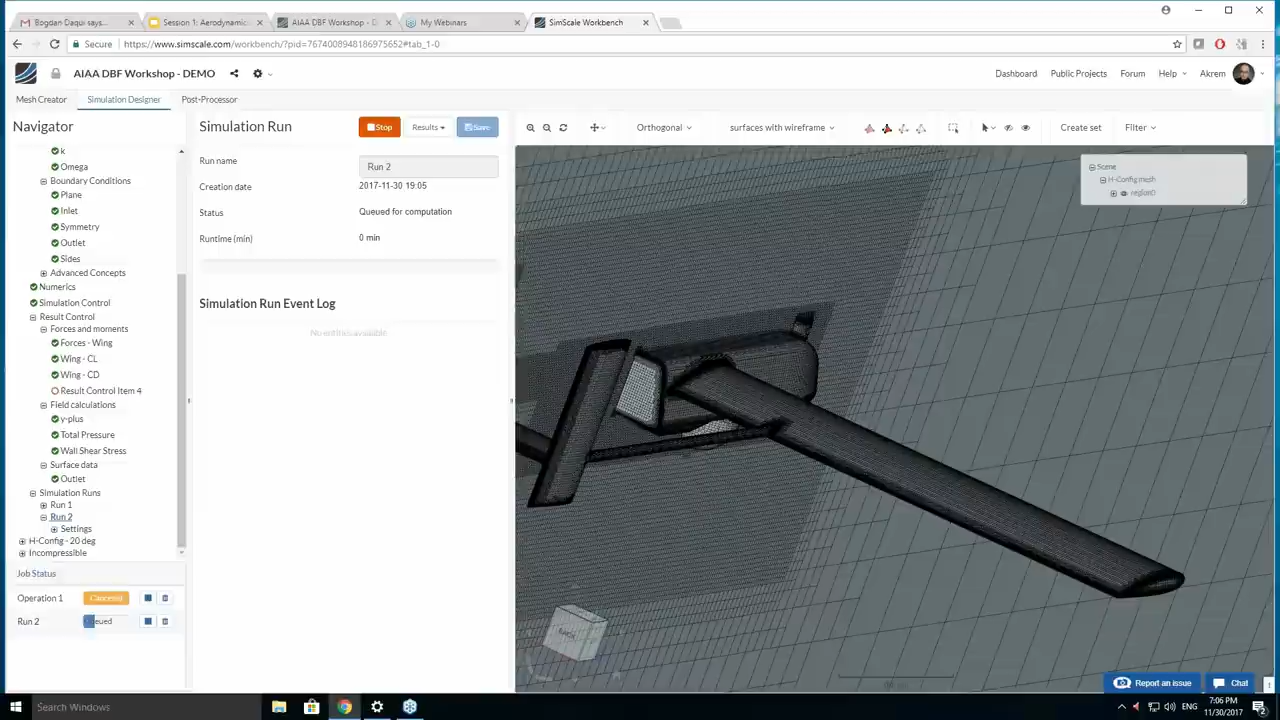 Bogdan Daqui says...
Session 1: Aerodynamic
AIAA DBF Workshop - D
My Webinars
SimScale Workbench
Secure
https://www.simscale.com/workbench/?pid=7674008948186975652#tab_1-0
AIAA DBF Workshop - DEMO
Dashboard
Public Projects
Forum
Help
Akrem
Mesh Creator
Simulation Designer
Post-Processor
Navigator
Simulation Run
Stop
Results
Save
Orthogonal
surfaces with wireframe
Create set
Filter
k
Omega
Boundary Conditions
Plane
Inlet
Symmetry
Outlet
Sides
Advanced Concepts
Numerics
Simulation Control
Result Control
Forces and moments
Forces - Wing
Wing - CL
Wing - CD
Result Control Item 4
Field calculations
y-plus
Total Pressure
Wall Shear Stress
Surface data
Outlet
Simulation Runs
Run 1
Run 2
Settings
H-Config - 20 deg
Incompressible
Run name
Run 2
Creation date
2017-11-30 19:05
Status
Queued for computation
Runtime (min)
0 min
Simulation Run Event Log
No entries available
Scene
H-Config mesh
region0
Job Status
Operation 1
Canceled
Run 2
Queued
Report an issue
Chat
Search Windows
ENG
7:06 PM
11/30/2017